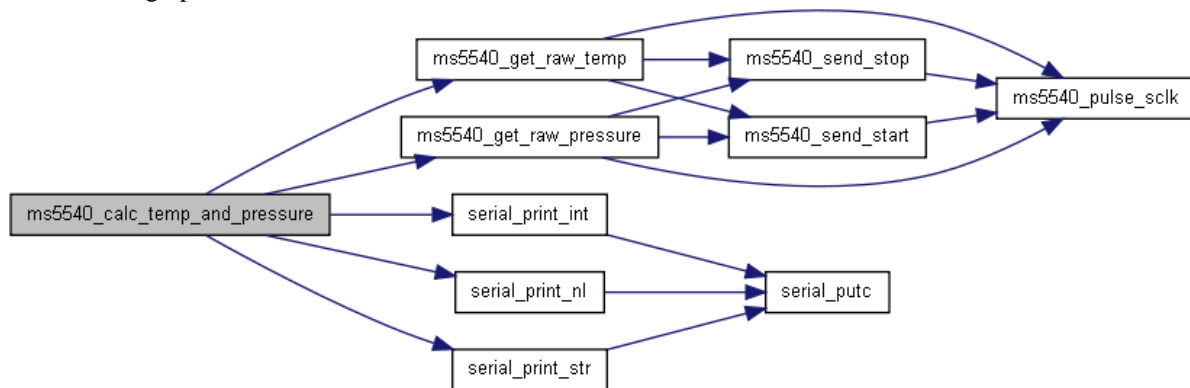 ms5540_get_raw_temp
ms5540_send_stop
ms5540_pulse_sclk
ms5540_get_raw_pressure
ms5540_send_start
ms5540_calc_temp_and_pressure
serial_print_int
serial_print_nl
serial_putc
serial_print_str